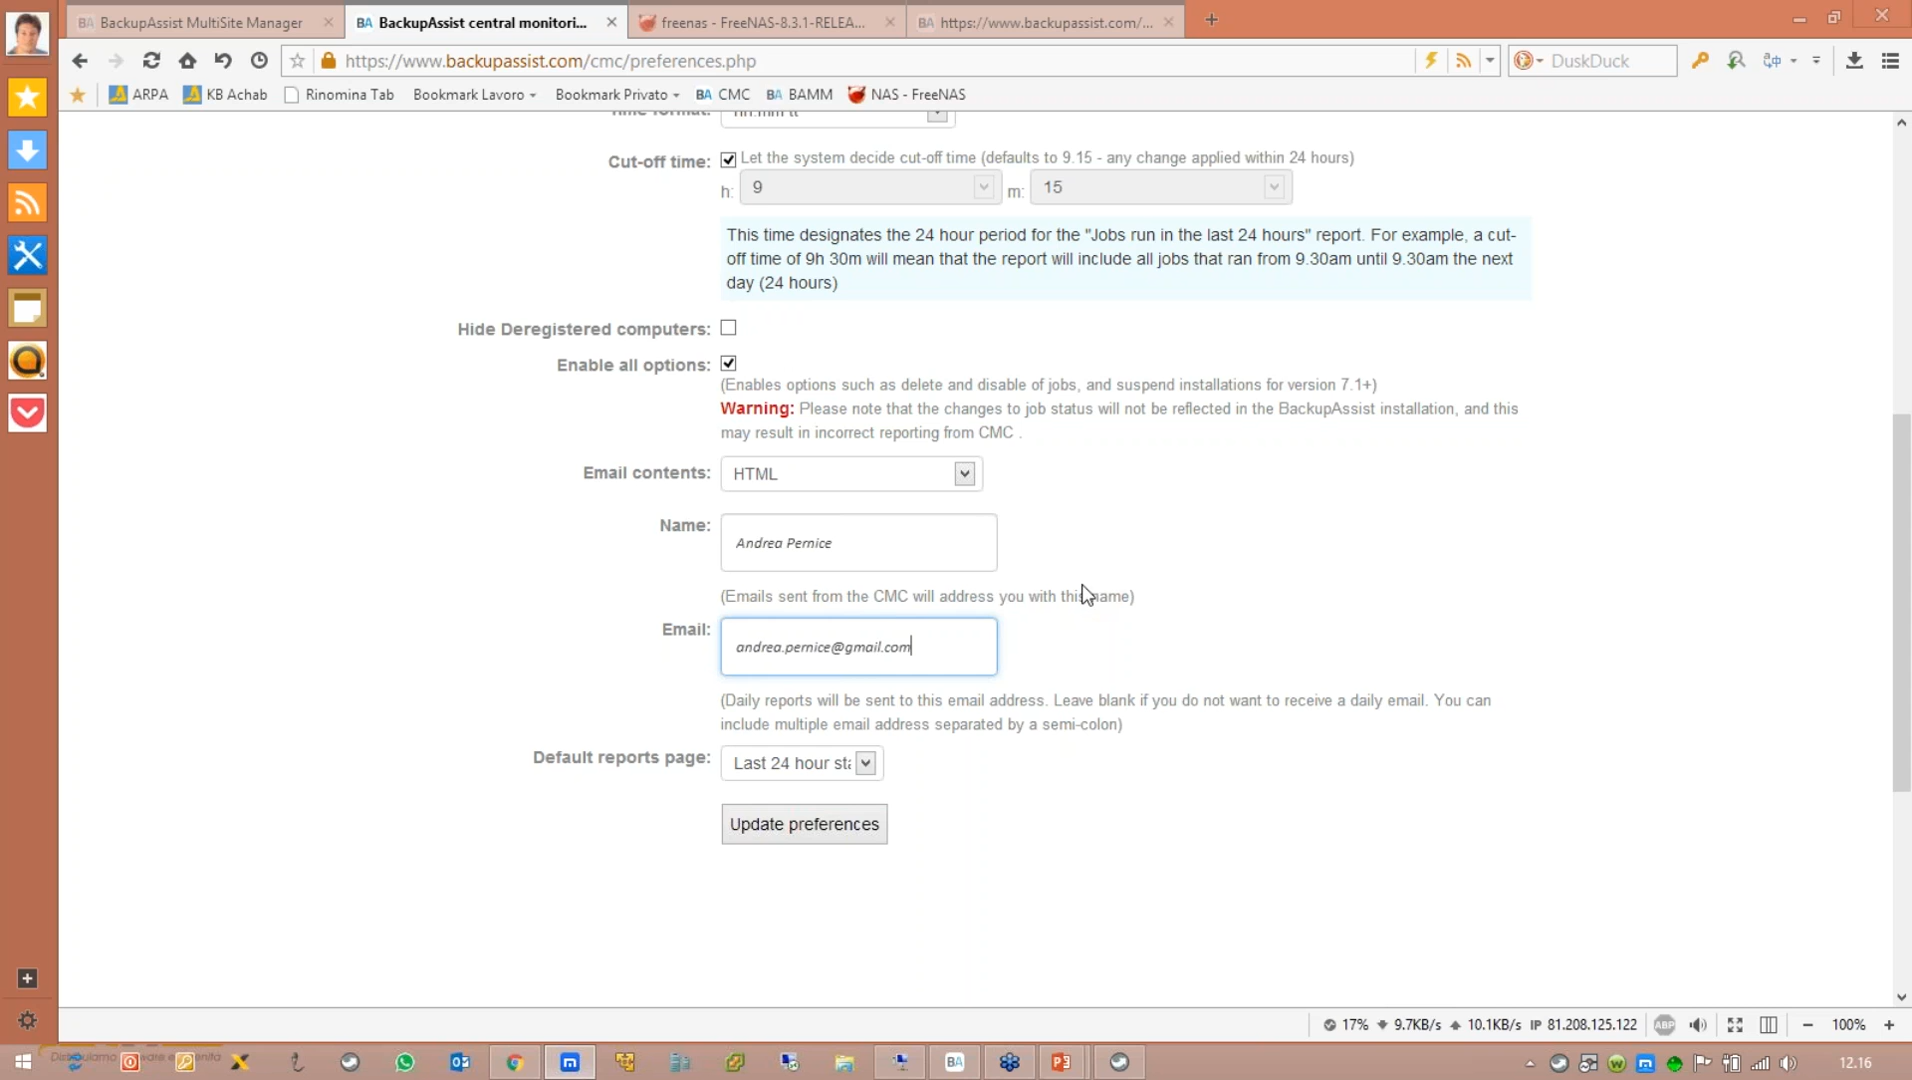 BackupAssist MultiSite Manager
BackupAssist central monitori...
freenas - FreeNAS-8.3.1-RELEA...
https://www.backupassist.com/...
https://www.backupassist.com/cmc/preferences.php
DuskDuck
ARPA
KB Achab
Rinomina Tab
Bookmark Lavoro
Bookmark Privato
BA CMC
BA BAMM
NAS - FreeNAS
Time format:
hh:mm tt
Cut-off time:
Let the system decide cut-off time (defaults to 9.15 - any change applied within 24 hours)
h: 9 m: 15
This time designates the 24 hour period for the "Jobs run in the last 24 hours" report. For example, a cut-
off time of 9h 30m will mean that the report will include all jobs that ran from 9.30am until 9.30am the next
day (24 hours)
Hide Deregistered computers:
Enable all options:
(Enables options such as delete and disable of jobs, and suspend installations for version 7.1+)
Warning: Please note that the changes to job status will not be reflected in the BackupAssist installation, and this
may result in incorrect reporting from CMC .
Email contents: HTML
Name: Andrea Pernice
(Emails sent from the CMC will address you with this name)
Email: andrea.pernice@gmail.com
(Daily reports will be sent to this email address. Leave blank if you do not want to receive a daily email. You can
include multiple email address separated by a semi-colon)
Default reports page: Last 24 hour sta
Update preferences
17% 9.7KB/s 10.1KB/s IP 81.208.125.122 ABP 100%
BA
12.16